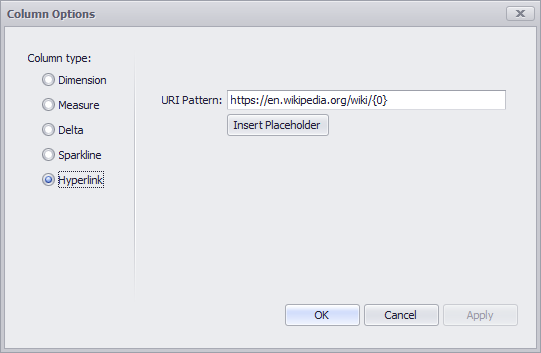 Column Options
Column type:
Dimension
Measure
Delta
Sparkline
Hyperlink
URI Pattern: https://en.wikipedia.org/wiki/{0}
Insert Placeholder
OK Cancel Apply